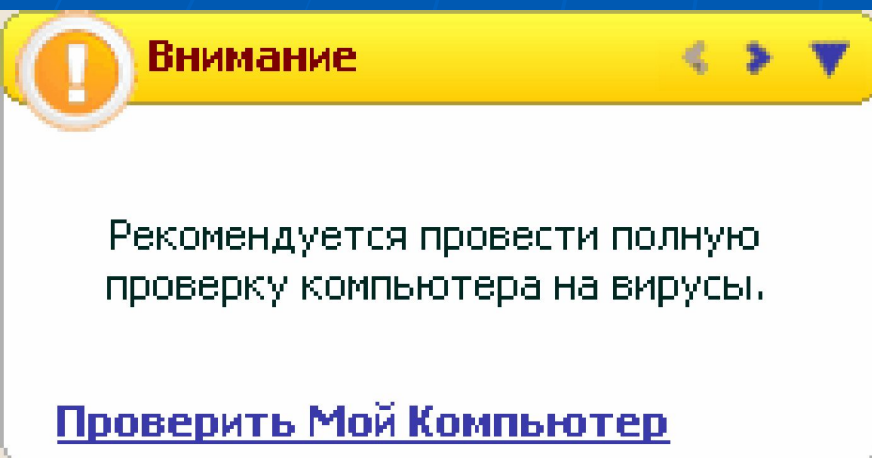 Внимание
Рекомендуется провести полную
проверку компьютера на вирусы.
Проверить Мой Компьютер